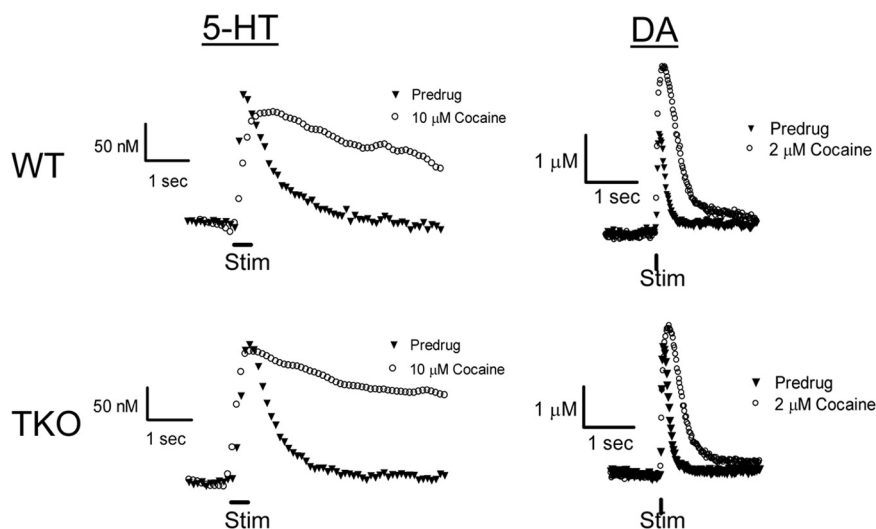 5-HT
DA
WT
50 nM
1 sec
▼ Predrug
○ 10 μM Cocaine
Stim
1 μM
1 sec
▼ Predrug
○ 2 μM Cocaine
Stim
TKO
50 nM
1 sec
▼ Predrug
○ 10 μM Cocaine
Stim
1 μM
1 sec
▼ Predrug
○ 2 μM Cocaine
Stim